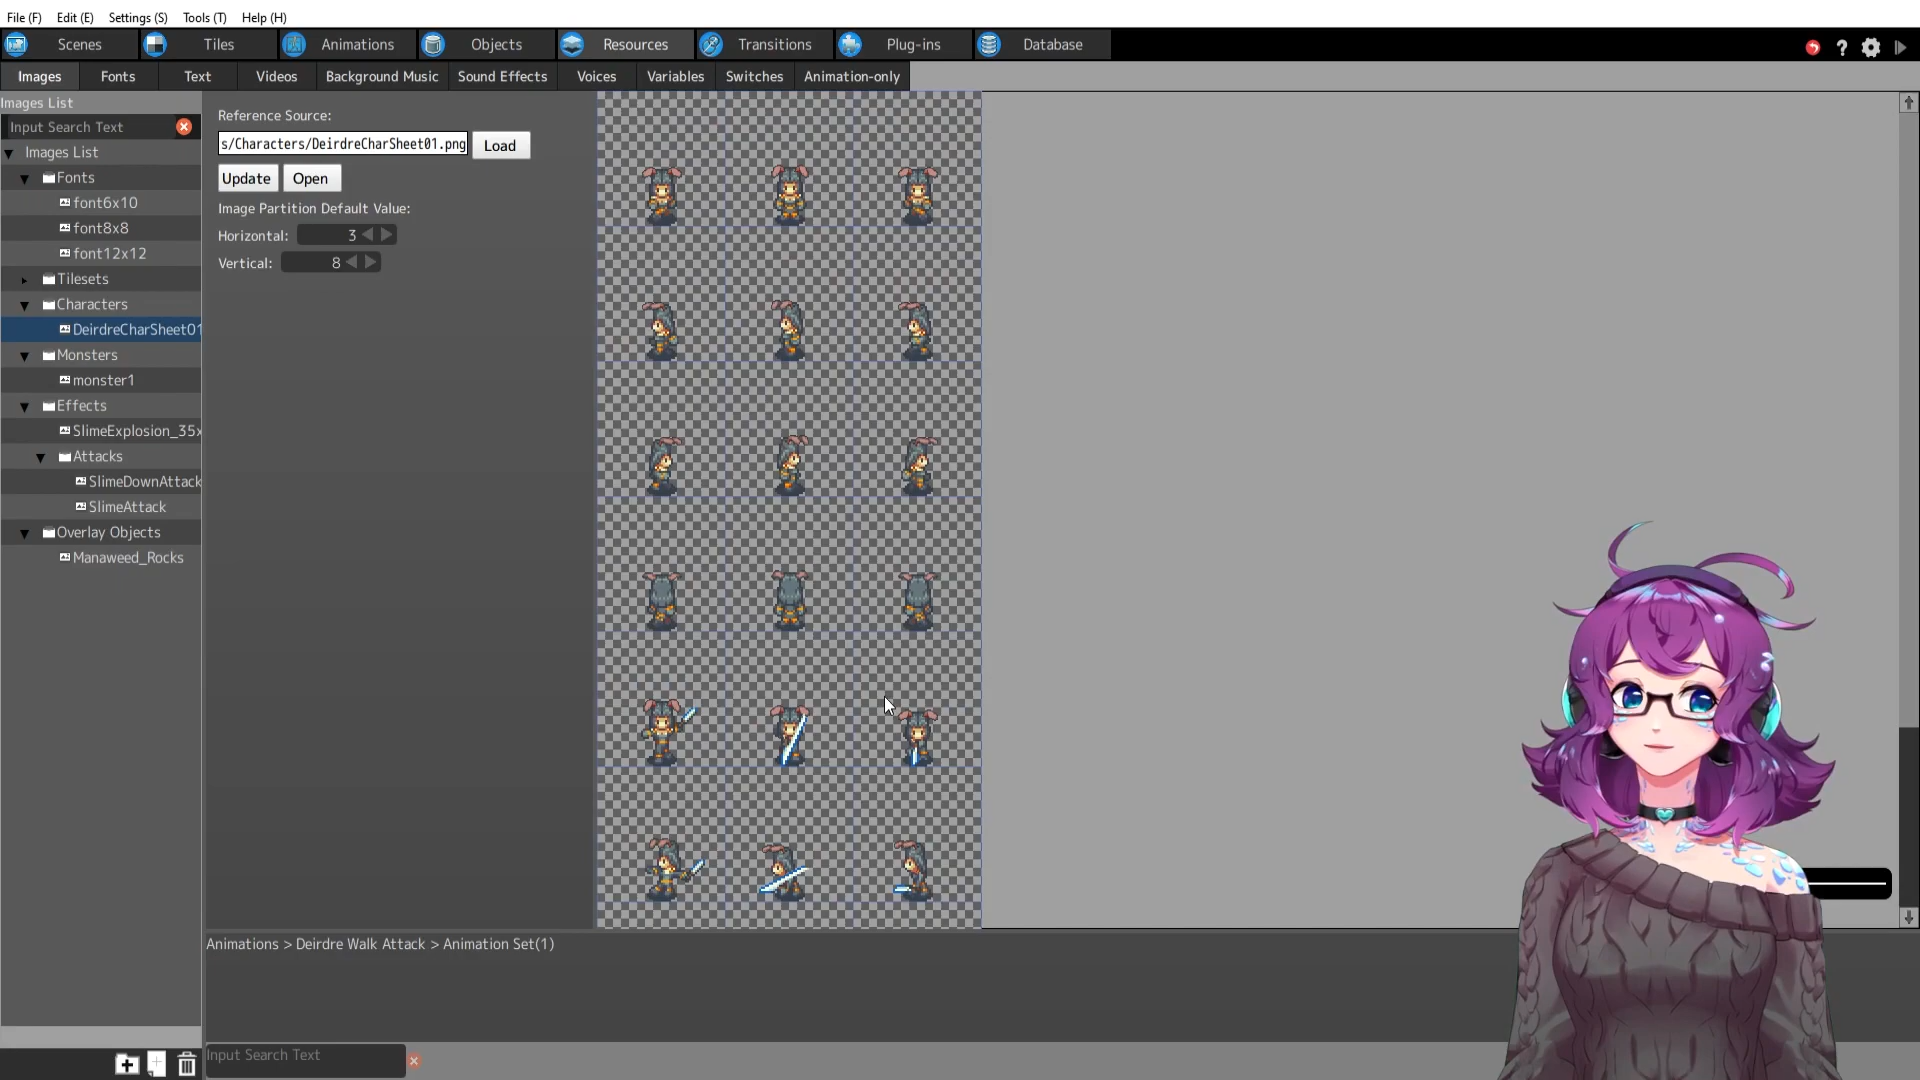 File (F) Edit (E) Settings (S) Tools (T) Help (H)
Scenes Tiles Animations Objects Resources Transitions Plug-ins Database
Images Fonts Text Videos Background Music Sound Effects Voices Variables Switches Animation-only
Images List
Input Search Text
Images List
Fonts
font6x10
font8x8
font12x12
Tilesets
Characters
DeirdreCharSheet01
Monsters
monster1
Effects
SlimeExplosion_35x
Attacks
SlimeDownAttack
SlimeAttack
Overlay Objects
Manaweed_Rocks
Reference Source:
s/Characters/DeirdreCharSheet01.png Load
Update Open
Image Partition Default Value:
Horizontal: 3
Vertical: 8
Animations > Deirdre Walk Attack > Animation Set(1)
Input Search Text